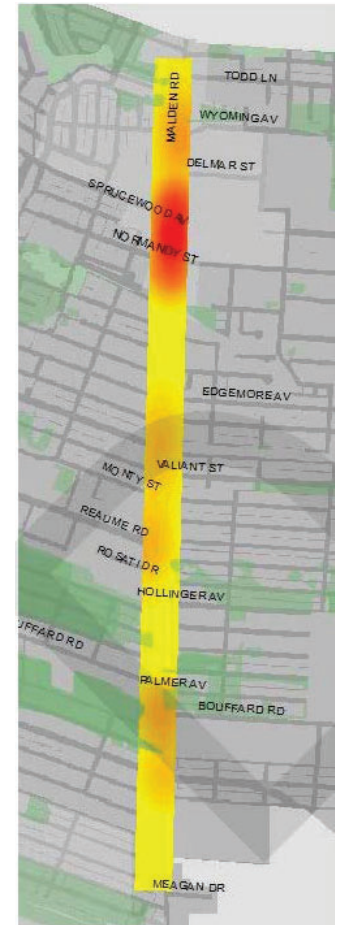 TODD LN
MALDEN RD
WYOMING AV
DELMAR ST
SPRUCEWOOD AV
NORMANDY ST
EDGEMORE AV
VALIANT ST
MONTY ST
REAUME RD
ROSATI DR
HOLLINGER AV
UFFARD RD
PALMER AV
BOUFFARD RD
MEAGAN DR